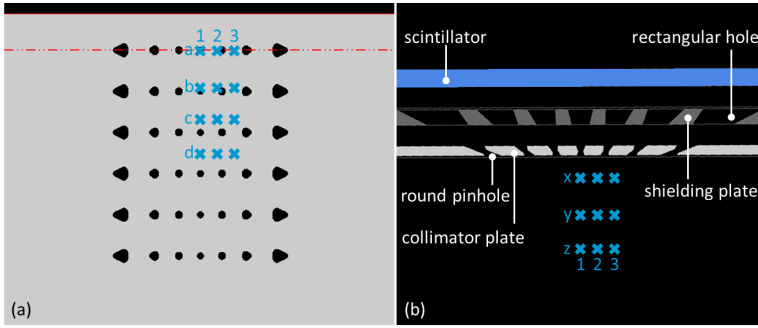 1 2 3
a
b
c
d
(a)
scintillator
rectangular hole
round pinhole
collimator plate
shielding plate
x
y
z
1 2 3
(b)